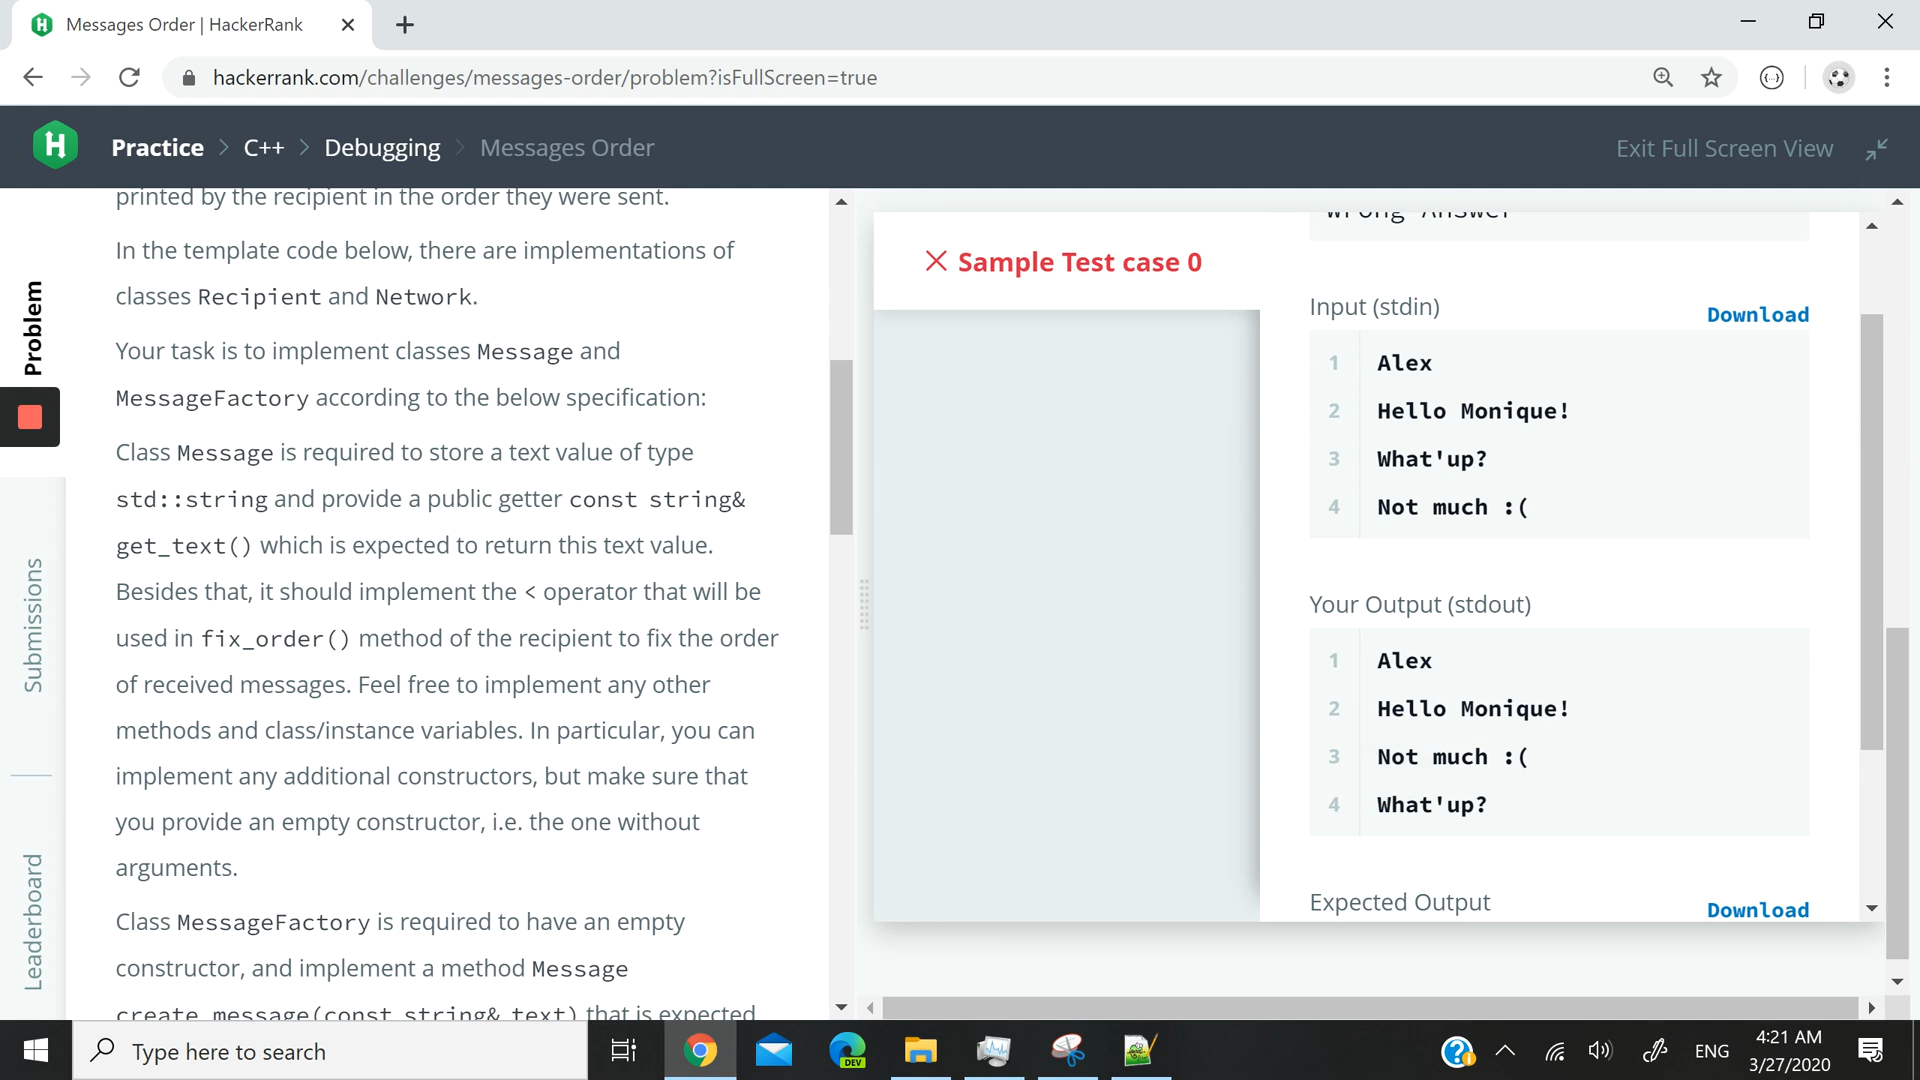 Messages Order | HackerRank
hackerrank.com/challenges/messages-order/problem?isFullScreen=true
Practice > C++ > Debugging > Messages Order
Exit Full Screen View
Problem
Submissions
Leaderboard
printed by the recipient in the order they were sent.
In the template code below, there are implementations of
classes Recipient and Network.
Your task is to implement classes Message and
MessageFactory according to the below specification:
Class Message is required to store a text value of type
std::string and provide a public getter const string&
get_text() which is expected to return this text value.
Besides that, it should implement the < operator that will be
used in fix_order() method of the recipient to fix the order
of received messages. Feel free to implement any other
methods and class/instance variables. In particular, you can
implement any additional constructors, but make sure that
you provide an empty constructor, i.e. the one without
arguments.
Class MessageFactory is required to have an empty
constructor, and implement a method Message
create_message(const string& text) that is expected
Wrong Answer
Sample Test case 0
Input (stdin)
Download
1 Alex
2 Hello Monique!
3 What'up?
4 Not much :(
Your Output (stdout)
1 Alex
2 Hello Monique!
3 Not much :(
4 What'up?
Expected Output
Download
Type here to search
DEV
ENG
4:21 AM
3/27/2020